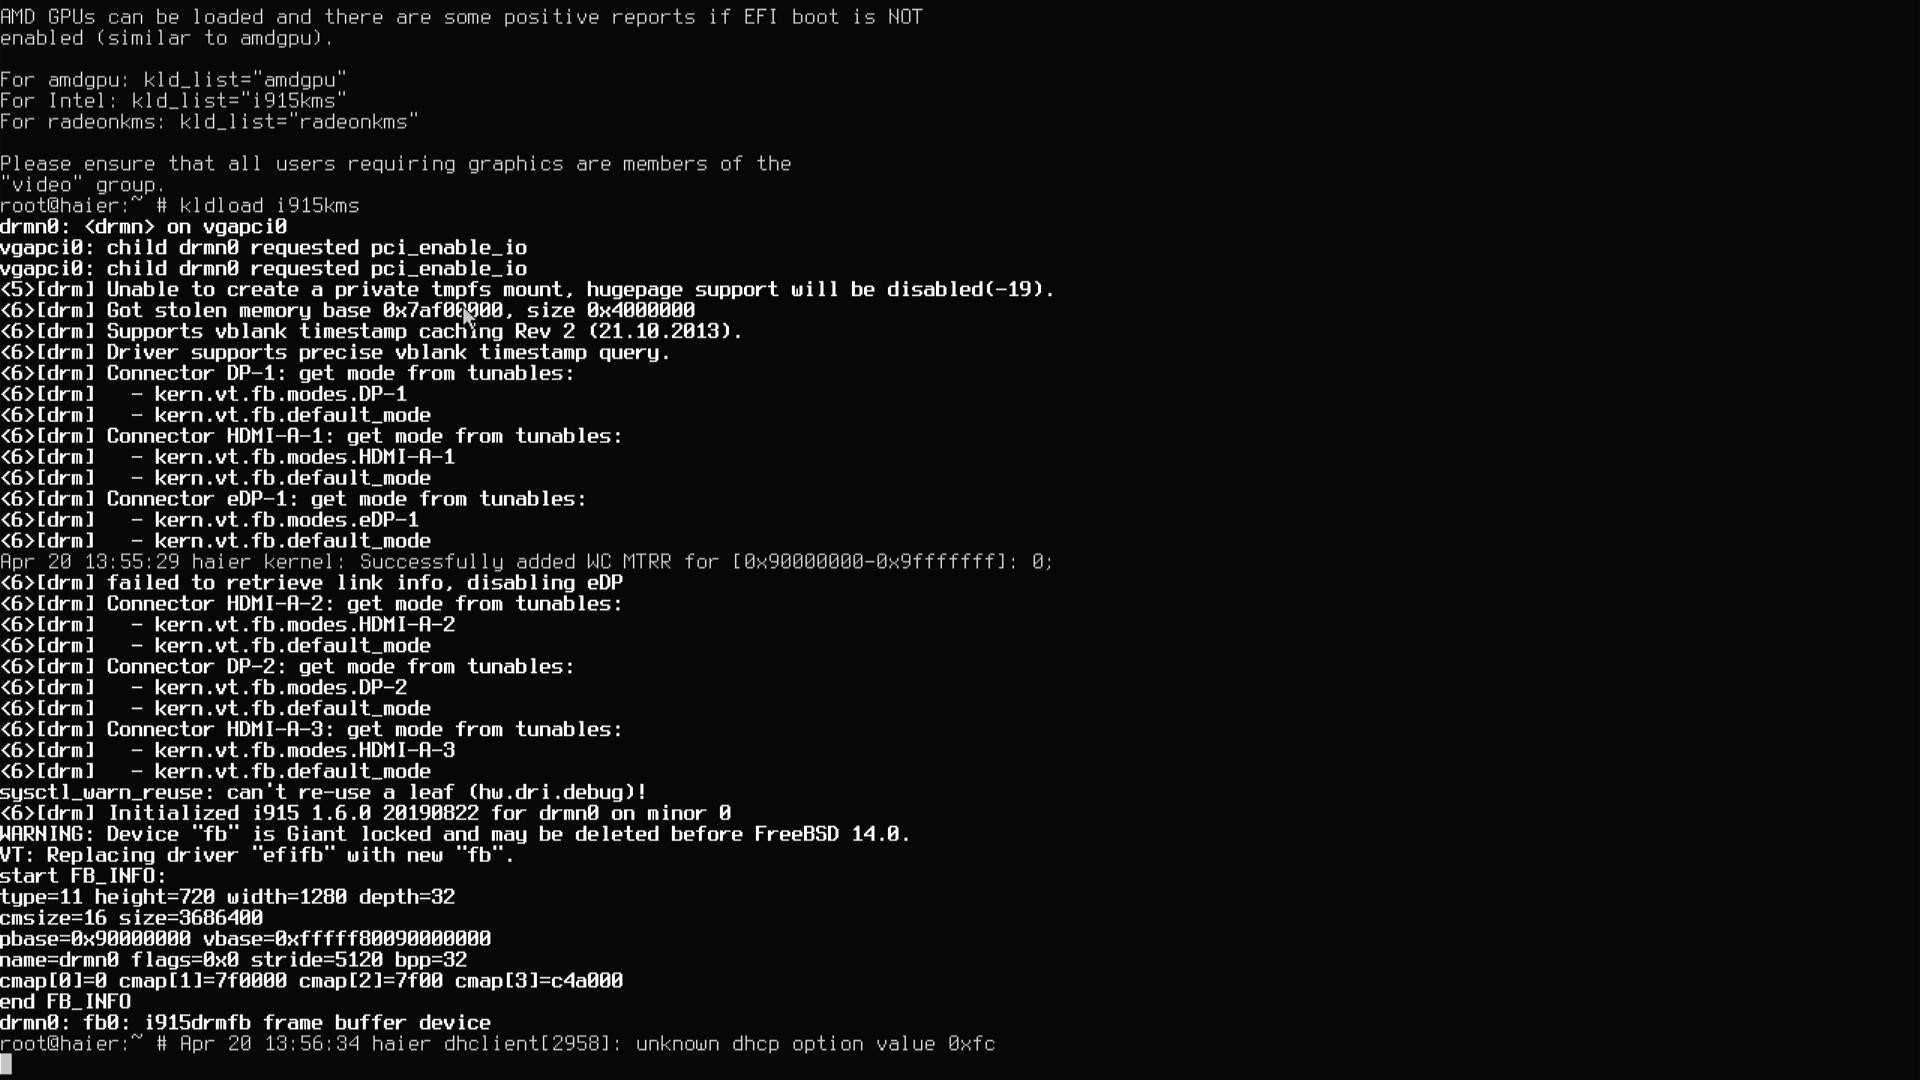 AMD GPUs can be loaded and there are some positive reports if EFI boot is NOT
enabled (similar to amdgpu).
For amdgpu: kld_list="amdgpu"
For Intel: kld_list="i915kms"
For radeonkms: kld_list="radeonkms"
Please ensure that all users requiring graphics are members of the
"video" group.
root@haier:~ # kldload i915kms
drmn0: <drmn> on vgapci0
vgapci0: child drmn0 requested pci_enable_io
vgapci0: child drmn0 requested pci_enable_io
<5>[drm] Unable to create a private tmpfs mount, hugepage support will be disabled(-19).
<6>[drm] Got stolen memory base 0x7af00000, size 0x4000000
<6>[drm] Supports vblank timestamp caching Rev 2 (21.10.2013).
<6>[drm] Driver supports precise vblank timestamp query.
<6>[drm] Connector DP-1: get mode from tunables:
<6>[drm]   - kern.vt.fb.modes.DP-1
<6>[drm]   - kern.vt.fb.default_mode
<6>[drm] Connector HDMI-A-1: get mode from tunables:
<6>[drm]   - kern.vt.fb.modes.HDMI-A-1
<6>[drm]   - kern.vt.fb.default_mode
<6>[drm] Connector eDP-1: get mode from tunables:
<6>[drm]   - kern.vt.fb.modes.eDP-1
<6>[drm]   - kern.vt.fb.default_mode
Apr 20 13:55:29 haier kernel: Successfully added WC MTRR for [0x90000000-0x9fffffff]: 0;
<6>[drm] failed to retrieve link info, disabling eDP
<6>[drm] Connector HDMI-A-2: get mode from tunables:
<6>[drm]   - kern.vt.fb.modes.HDMI-A-2
<6>[drm]   - kern.vt.fb.default_mode
<6>[drm] Connector DP-2: get mode from tunables:
<6>[drm]   - kern.vt.fb.modes.DP-2
<6>[drm]   - kern.vt.fb.default_mode
<6>[drm] Connector HDMI-A-3: get mode from tunables:
<6>[drm]   - kern.vt.fb.modes.HDMI-A-3
<6>[drm]   - kern.vt.fb.default_mode
sysctl_warn_reuse: can't re-use a leaf (hw.dri.debug)!
<6>[drm] Initialized i915 1.6.0 20190822 for drmn0 on minor 0
WARNING: Device "fb" is Giant locked and may be deleted before FreeBSD 14.0.
VT: Replacing driver "efifb" with new "fb".
start FB_INFO:
type=11 height=720 width=1280 depth=32
cmsize=16 size=3686400
pbase=0x90000000 vbase=0xfffff80090000000
name=drmn0 flags=0x0 stride=5120 bpp=32
cmap[0]=0 cmap[1]=7f0000 cmap[2]=7f00 cmap[3]=c4a000
end FB_INFO
drmn0: fb0: i915drmfb frame buffer device
root@haier:~ # Apr 20 13:56:34 haier dhclient[2958]: unknown dhcp option value 0xfc